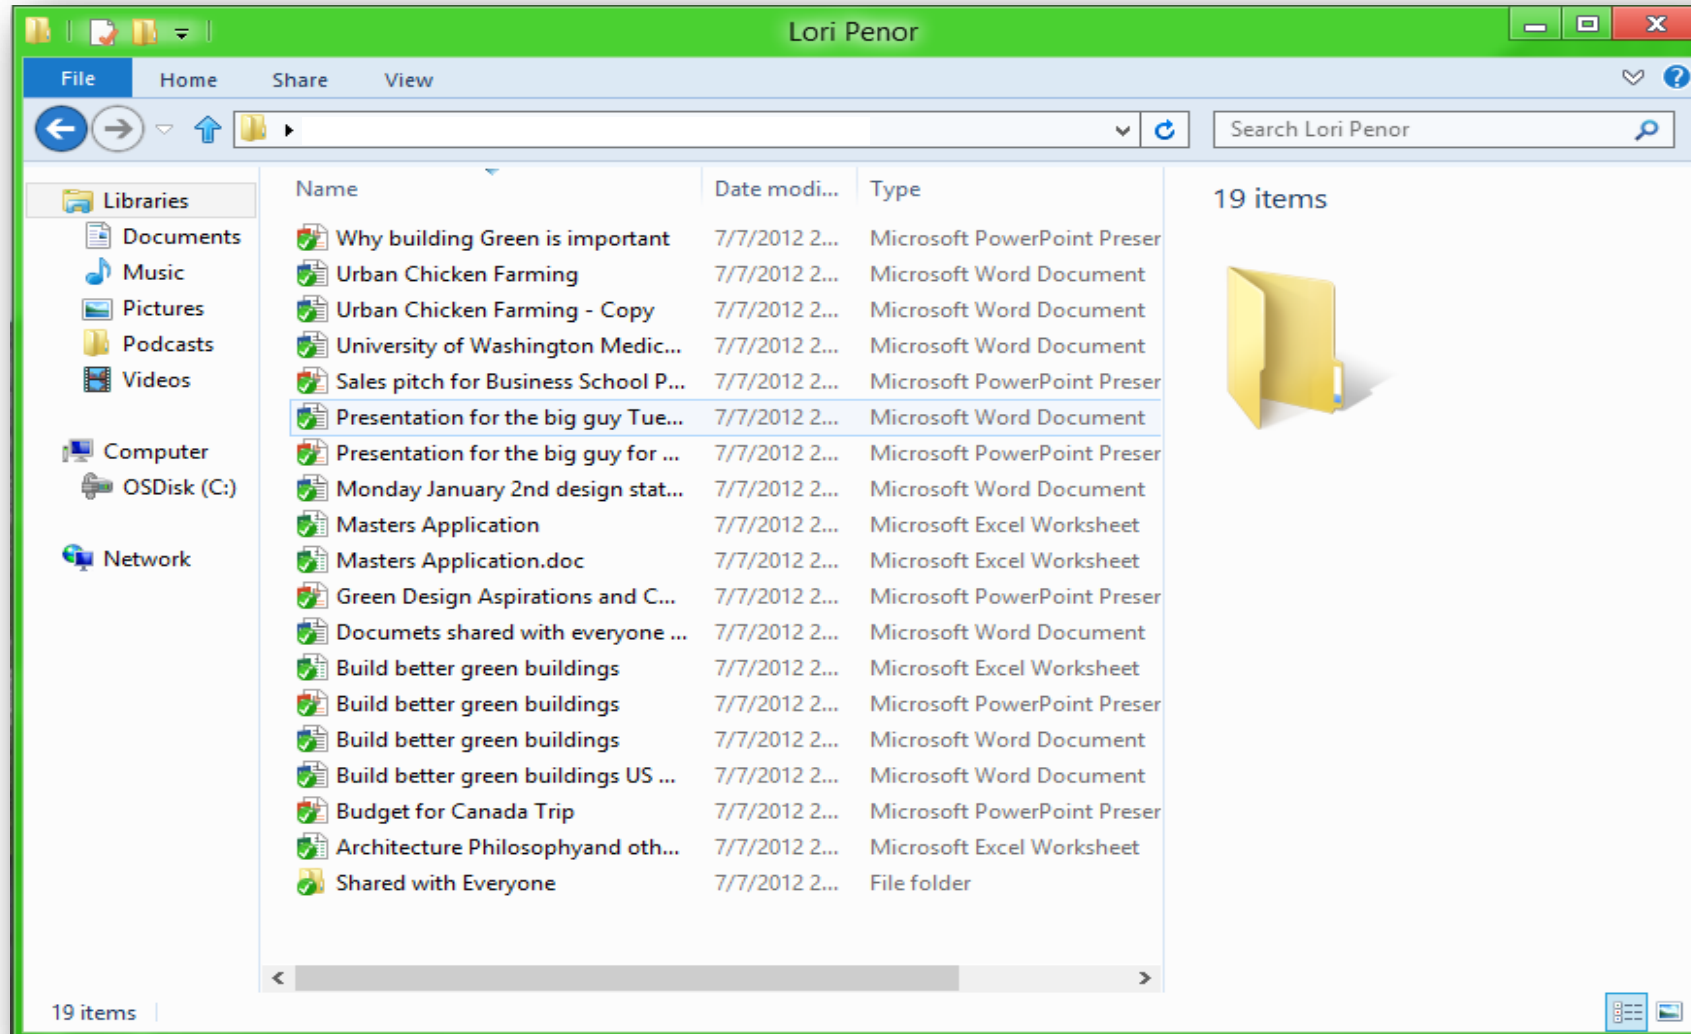 Lori Penor
File Home Share View
Search Lori Penor
Libraries
Documents
Music
Pictures
Podcasts
Videos
Computer
OSDisk (C:)
Network
Name Date modi... Type
Why building Green is important 7/7/2012 2... Microsoft PowerPoint Preser
Urban Chicken Farming 7/7/2012 2... Microsoft Word Document
Urban Chicken Farming - Copy 7/7/2012 2... Microsoft Word Document
University of Washington Medic... 7/7/2012 2... Microsoft Word Document
Sales pitch for Business School P... 7/7/2012 2... Microsoft PowerPoint Preser
Presentation for the big guy Tue... 7/7/2012 2... Microsoft Word Document
Presentation for the big guy for ... 7/7/2012 2... Microsoft PowerPoint Preser
Monday January 2nd design stat... 7/7/2012 2... Microsoft Word Document
Masters Application 7/7/2012 2... Microsoft Excel Worksheet
Masters Application.doc 7/7/2012 2... Microsoft Excel Worksheet
Green Design Aspirations and C... 7/7/2012 2... Microsoft PowerPoint Preser
Documets shared with everyone ... 7/7/2012 2... Microsoft Word Document
Build better green buildings 7/7/2012 2... Microsoft Excel Worksheet
Build better green buildings 7/7/2012 2... Microsoft PowerPoint Preser
Build better green buildings 7/7/2012 2... Microsoft Word Document
Build better green buildings US ... 7/7/2012 2... Microsoft Word Document
Budget for Canada Trip 7/7/2012 2... Microsoft PowerPoint Preser
Architecture Philosophyand oth... 7/7/2012 2... Microsoft Excel Worksheet
Shared with Everyone 7/7/2012 2... File folder
19 items
19 items